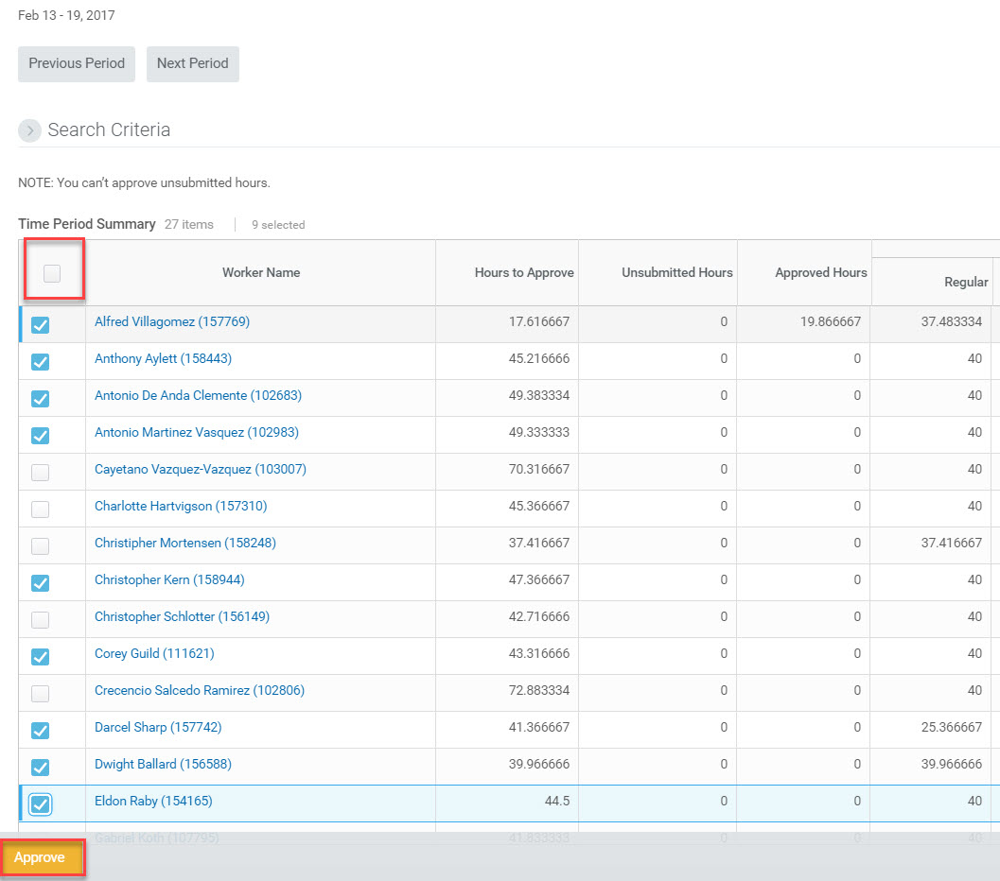 Feb 13 - 19, 2017
Previous Period Next Period
Search Criteria
NOTE: You can't approve unsubmitted hours.
Time Period Summary 27 items 9 selected
Worker Name Hours to Approve Unsubmitted Hours Approved Hours Regular
Alfred Villagomez (157769) 17.616667 0 19.866667 37.483334
Anthony Aylett (158443) 45.216666 0 0 40
Antonio De Anda Clemente (102683) 49.383334 0 0 40
Antonio Martinez Vasquez (102983) 49.333333 0 0 40
Cayetano Vazquez-Vazquez (103007) 70.316667 0 0 40
Charlotte Hartvigson (157310) 45.366667 0 0 40
Christipher Mortensen (158248) 37.416667 0 0 37.416667
Christopher Kern (158944) 47.366667 0 0 40
Christopher Schlotter (156149) 42.716666 0 0 40
Corey Guild (111621) 43.316666 0 0 40
Crecencio Salcedo Ramirez (102806) 72.883334 0 0 40
Darcel Sharp (157742) 41.366667 0 0 25.366667
Dwight Ballard (156588) 39.966666 0 0 39.966666
Eldon Raby (154165) 44.5 0 0 40
Gabriel Koth (107795) 41.833333 0 0 40
Approve